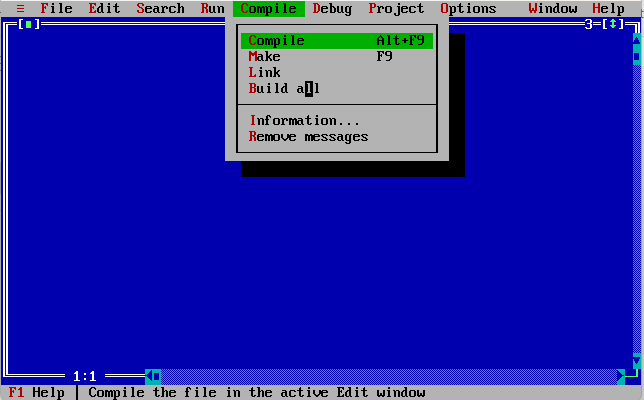 ≡ File Edit Search Run Compile Debug Project Options Window Help
[■] 3=[↕]
Compile Alt+F9
Make F9
Link
Build all
Information...
Remove messages
1:1
F1 Help | Compile the file in the active Edit window